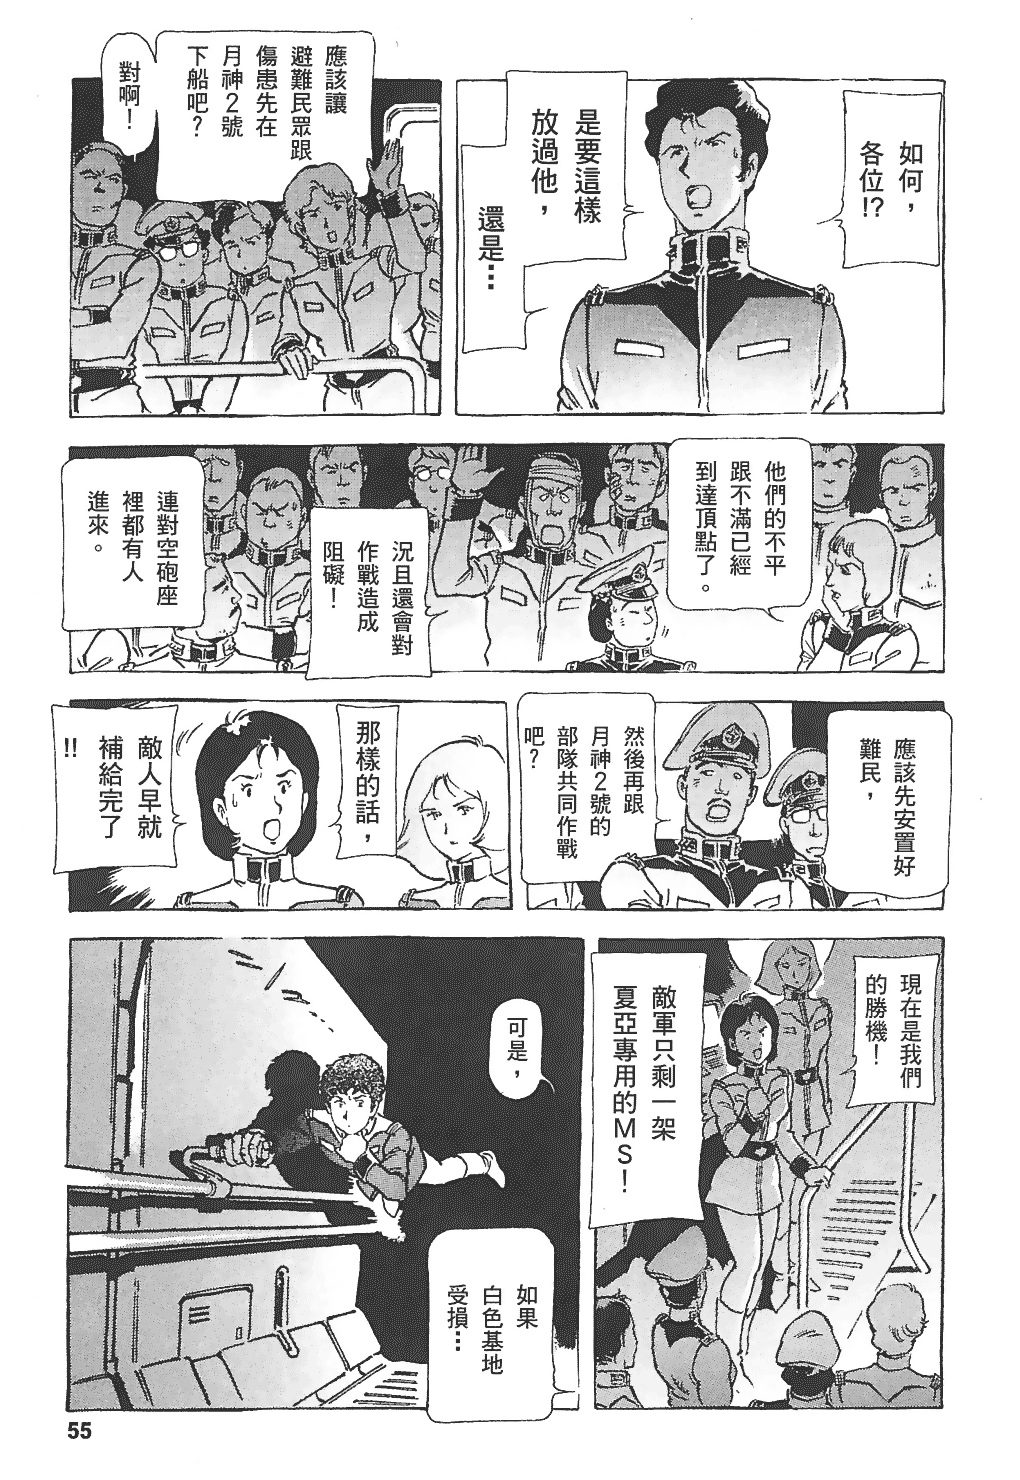 如何，
各位!?
是要這樣
放過他，
還是…
應該讓
避難民眾跟
傷患先在
月神2號
下船吧？
對啊！
他們的不平
跟不滿已經
到達頂點了。
況且還會對
作戰造成
阻礙！
連對空砲座
裡都有人
進來。
應該先安置好
難民，
然後再跟
月神2號的
部隊共同作戰
吧？
那樣的話，
敵人早就
補給完了
!!
現在是我們
的勝機！
敵軍只剩一架
夏亞專用的MS！
可是，
如果
白色基地
受損…
55